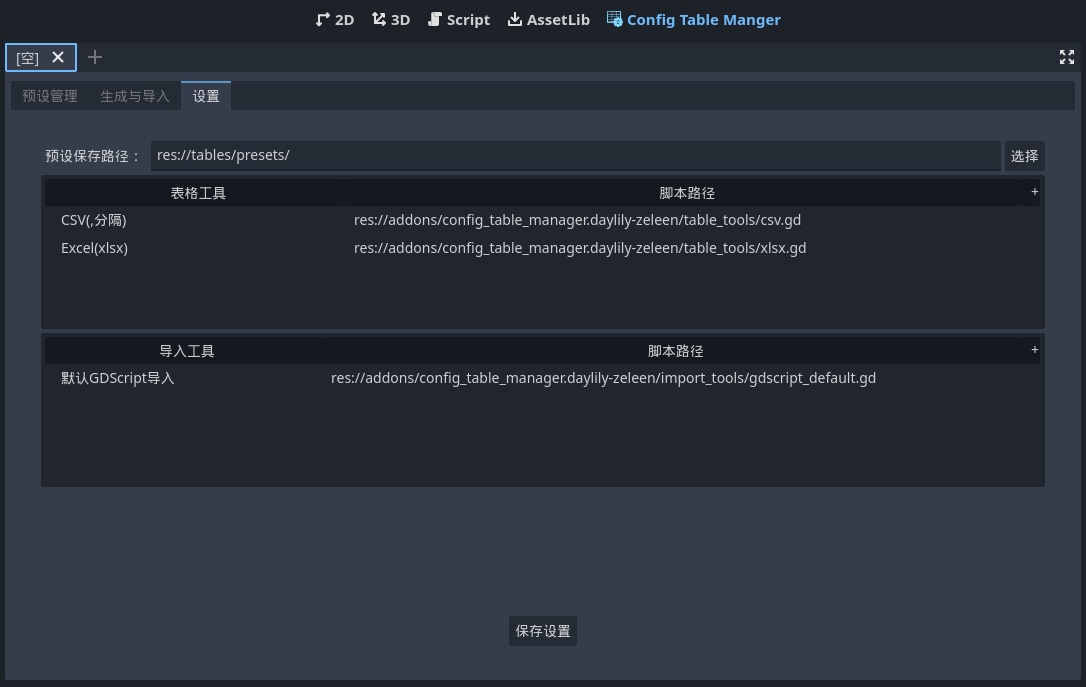 2D 3D Script AssetLib Config Table Manger
[空]
预设管理 生成与导入 设置
预设保存路径： res://tables/presets/ 选择
表格工具 脚本路径 +
CSV(,分隔) res://addons/config_table_manager.daylily-zeleen/table_tools/csv.gd
Excel(xlsx) res://addons/config_table_manager.daylily-zeleen/table_tools/xlsx.gd
导入工具 脚本路径 +
默认GDScript导入 res://addons/config_table_manager.daylily-zeleen/import_tools/gdscript_default.gd
保存设置